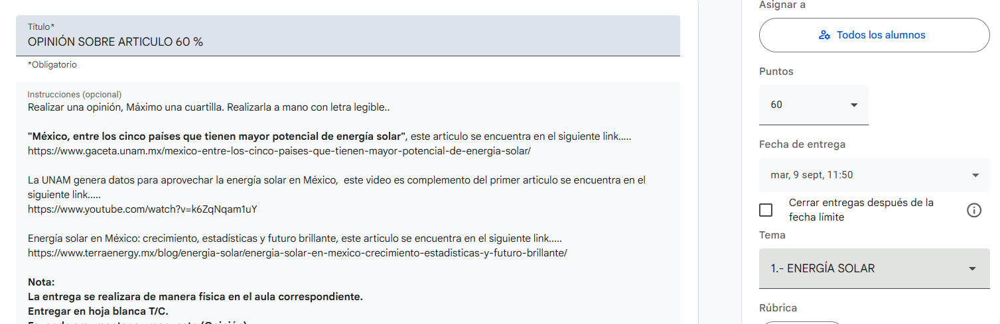 Título*
OPINIÓN SOBRE ARTICULO 60 %
*Obligatorio
Instrucciones (opcional)
Realizar una opinión, Máximo una cuartilla. Realizarla a mano con letra legible..
"México, entre los cinco países que tienen mayor potencial de energía solar", este articulo se encuentra en el siguiente link.....
https://www.gaceta.unam.mx/mexico-entre-los-cinco-paises-que-tienen-mayor-potencial-de-energia-solar/
La UNAM genera datos para aprovechar la energía solar en México,  este video es complemento del primer articulo se encuentra en el
siguiente link.....
https://www.youtube.com/watch?v=k6ZqNqam1uY
Energía solar en México: crecimiento, estadísticas y futuro brillante, este articulo se encuentra en el siguiente link.....
https://www.terraenergy.mx/blog/energia-solar/energia-solar-en-mexico-crecimiento-estadisticas-y-futuro-brillante/
Nota:
La entrega se realizara de manera física en el aula correspondiente.
Entregar en hoja blanca T/C.
Asignar a
Todos los alumnos
Puntos
60
Fecha de entrega
mar, 9 sept, 11:50
Cerrar entregas después de la
fecha límite
Tema
1.- ENERGÍA SOLAR
Rúbrica